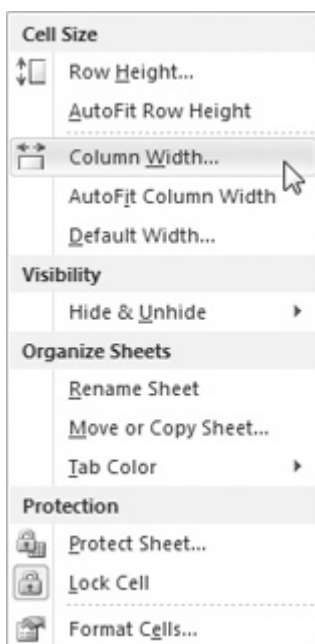 Cell Size
Row Height...
AutoFit Row Height
Column Width...
AutoFit Column Width
Default Width...
Visibility
Hide & Unhide
Organize Sheets
Rename Sheet
Move or Copy Sheet...
Tab Color
Protection
Protect Sheet...
Lock Cell
Format Cells...